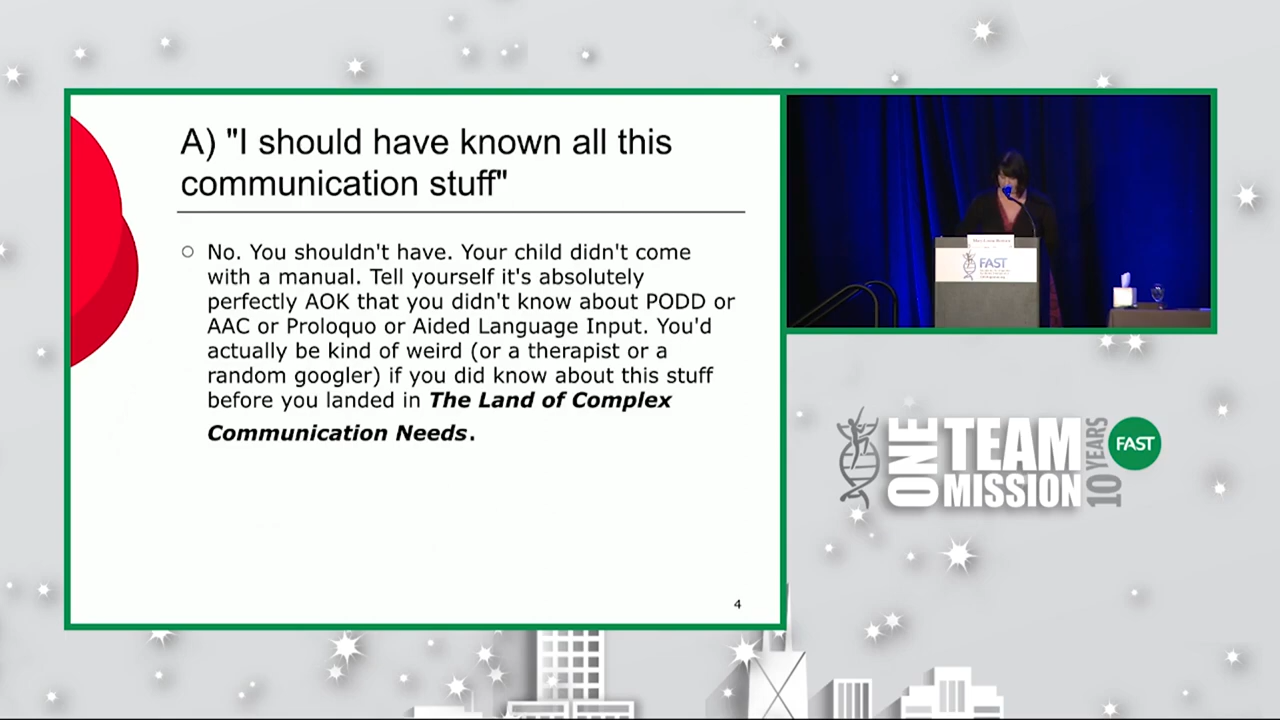 A) "I should have known all this
communication stuff"
No. You shouldn't have. Your child didn't come
with a manual. Tell yourself it's absolutely
perfectly AOK that you didn't know about PODD or
AAC or Proloquo or Aided Language Input. You'd
actually be kind of weird (or a therapist or a
random googler) if you did know about this stuff
before you landed in The Land of Complex
Communication Needs.
4
FAST
ONE
TEAM
MISSION
10 YEARS
FAST